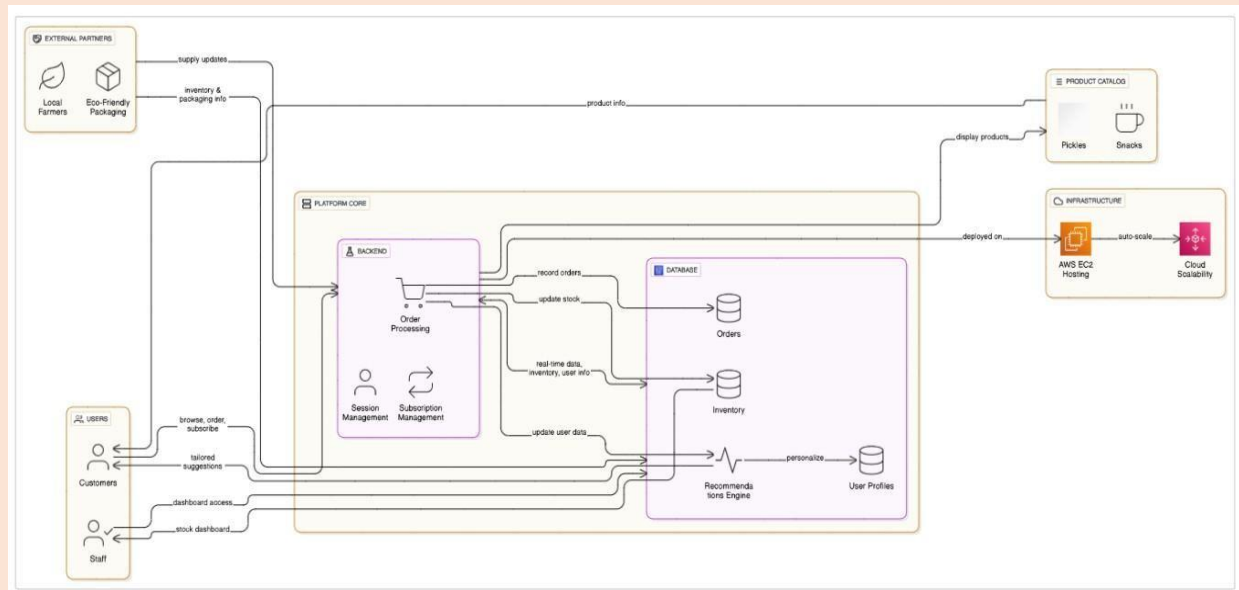 EXTERNAL PARTNERS
Local
Farmers
Eco-Friendly
Packaging
supply updates
inventory &
packaging info
product info
PRODUCT CATALOG
Pickles
Snacks
display products
PLATFORM CORE
INFRASTRUCTURE
AWS EC2
Hosting
auto-scale
Cloud
Scalability
deployed on
BACKEND
Order
Processing
Session
Management
Subscription
Management
record orders
update stock
real-time data,
inventory, user info
update user data
DATABASE
Orders
Inventory
Recommenda
tions Engine
personalize
User Profiles
USERS
Customers
Staff
browse, order,
subscribe
tailored
suggestions
dashboard access
stock dashboard